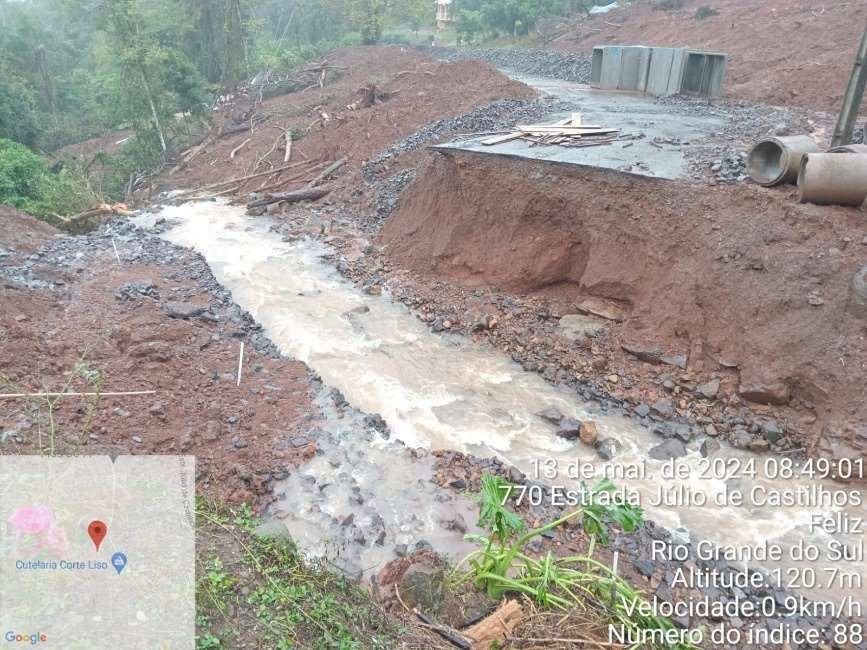 13 de mai. de 2024 08:49:01
770 Estrada Júlio de Castilhos
Feliz
Rio Grande do Sul
Altitude:120.7m
Velocidade:0.9km/h
Número do índice: 88
Cutelaria Corte Liso
Google